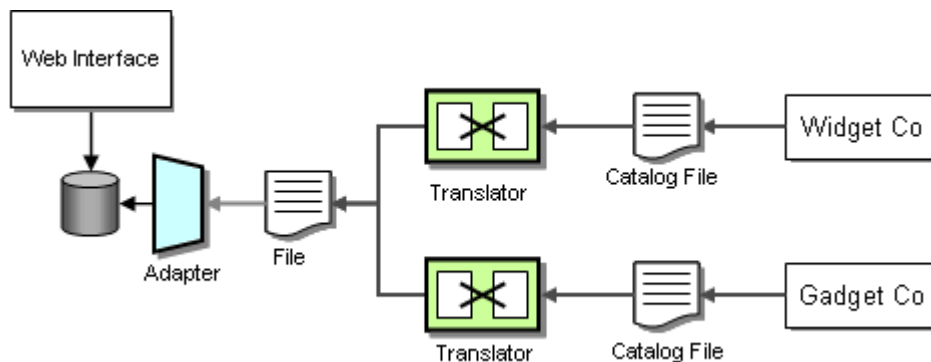 Web Interface
Widget Co
Catalog File
Translator
File
Adapter
Gadget Co
Catalog File
Translator